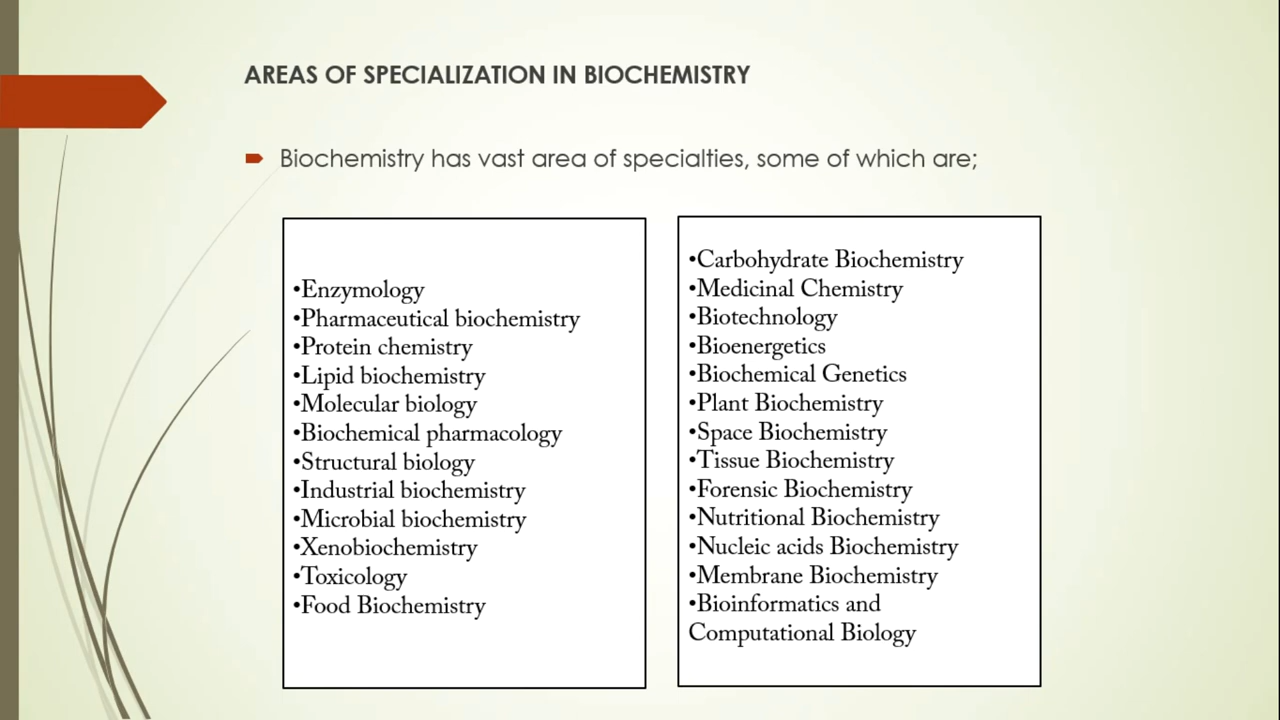 AREAS OF SPECIALIZATION IN BIOCHEMISTRY
Biochemistry has vast area of specialties, some of which are;
•Enzymology
•Pharmaceutical biochemistry
•Protein chemistry
•Lipid biochemistry
•Molecular biology
•Biochemical pharmacology
•Structural biology
•Industrial biochemistry
•Microbial biochemistry
•Xenobiochemistry
•Toxicology
•Food Biochemistry
•Carbohydrate Biochemistry
•Medicinal Chemistry
•Biotechnology
•Bioenergetics
•Biochemical Genetics
•Plant Biochemistry
•Space Biochemistry
•Tissue Biochemistry
•Forensic Biochemistry
•Nutritional Biochemistry
•Nucleic acids Biochemistry
•Membrane Biochemistry
•Bioinformatics and
Computational Biology